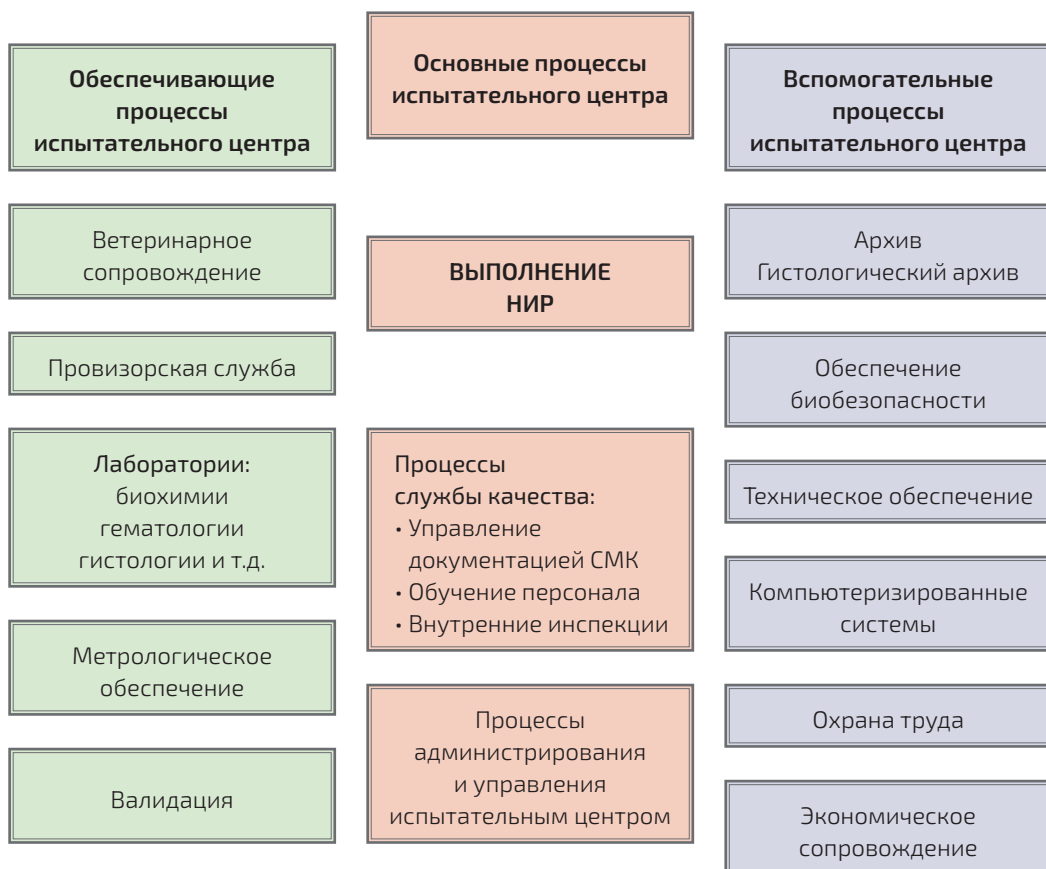 Обеспечивающие
процессы
испытательного центра
Ветеринарное
сопровождение
Провизорская служба
Лаборатории:
биохимии
гематологии
гистологии и т.д.
Метрологическое
обеспечение
Валидация
Основные процессы
испытательного центра
ВЫПОЛНЕНИЕ
НИР
Процессы
службы качества:
• Управление
документацией СМК
• Обучение персонала
• Внутренние инспекции
Процессы
администрирования
и управления
испытательным центром
Вспомогательные
процессы
испытательного центра
Архив
Гистологический архив
Обеспечение
биобезопасности
Техническое обеспечение
Компьютеризированные
системы
Охрана труда
Экономическое
сопровождение